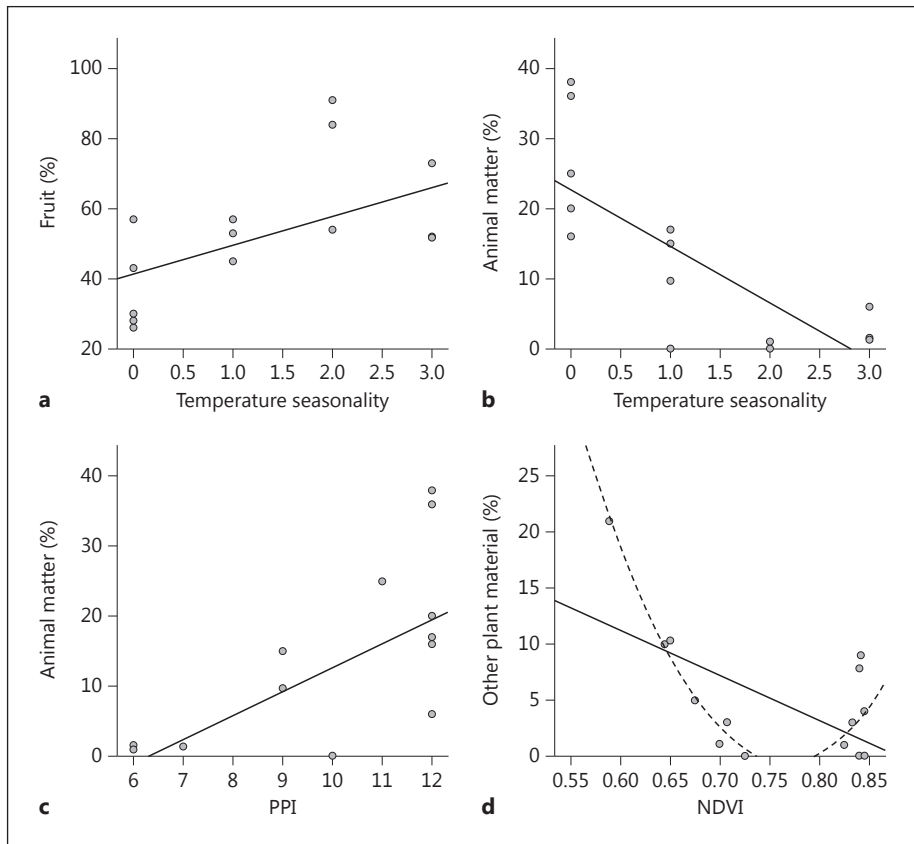 100
80
60
40
20
Fruit (%)
0 0.5 1.0 1.5 2.0 2.5 3.0
a Temperature seasonality
40
30
20
10
0
Animal matter (%)
0 0.5 1.0 1.5 2.0 2.5 3.0
b Temperature seasonality
40
30
20
10
0
Animal matter (%)
6 7 8 9 10 11 12
c PPI
25
20
15
10
5
0
Other plant material (%)
0.55 0.60 0.65 0.70 0.75 0.80 0.85
d NDVI